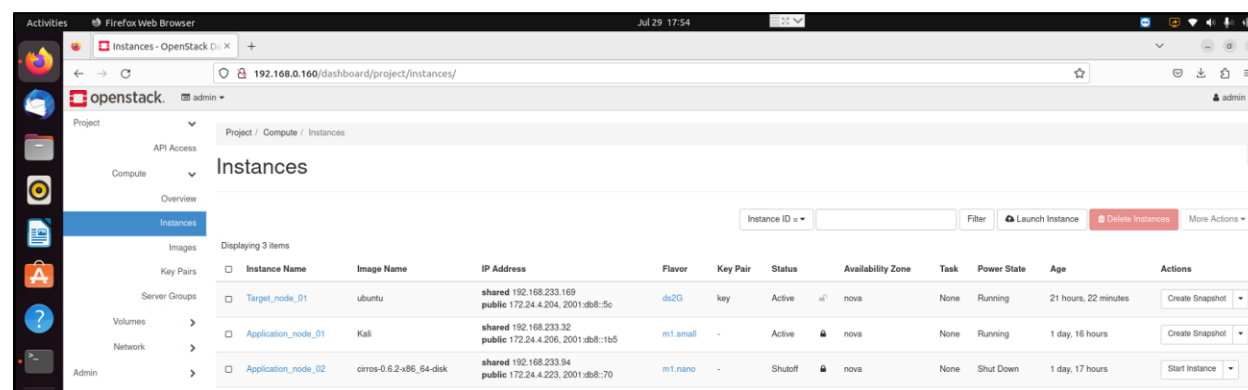 Activities Firefox Web Browser Jul 29 17:54
Instances - OpenStack Da × +
192.168.0.160/dashboard/project/instances/
openstack. admin admin
Project
API Access
Compute
Overview
Instances
Images
Key Pairs
Server Groups
Volumes
Network
Admin
Project / Compute / Instances
Instances
Instance ID = Filter Launch Instance Delete Instances More Actions
Displaying 3 items
Instance Name Image Name IP Address Flavor Key Pair Status Availability Zone Task Power State Age Actions
Target_node_01 ubuntu shared 192.168.233.169 ds2G key Active nova None Running 21 hours, 22 minutes Create Snapshot
public 172.24.4.204, 2001:db8::5c
Application_node_01 Kali shared 192.168.233.32 m1.small - Active nova None Running 1 day, 16 hours Create Snapshot
public 172.24.4.206, 2001:db8::1b5
Application_node_02 cirros-0.6.2-x86_64-disk shared 192.168.233.94 m1.nano - Shutoff nova None Shut Down 1 day, 17 hours Start Instance
public 172.24.4.223, 2001:db8::70